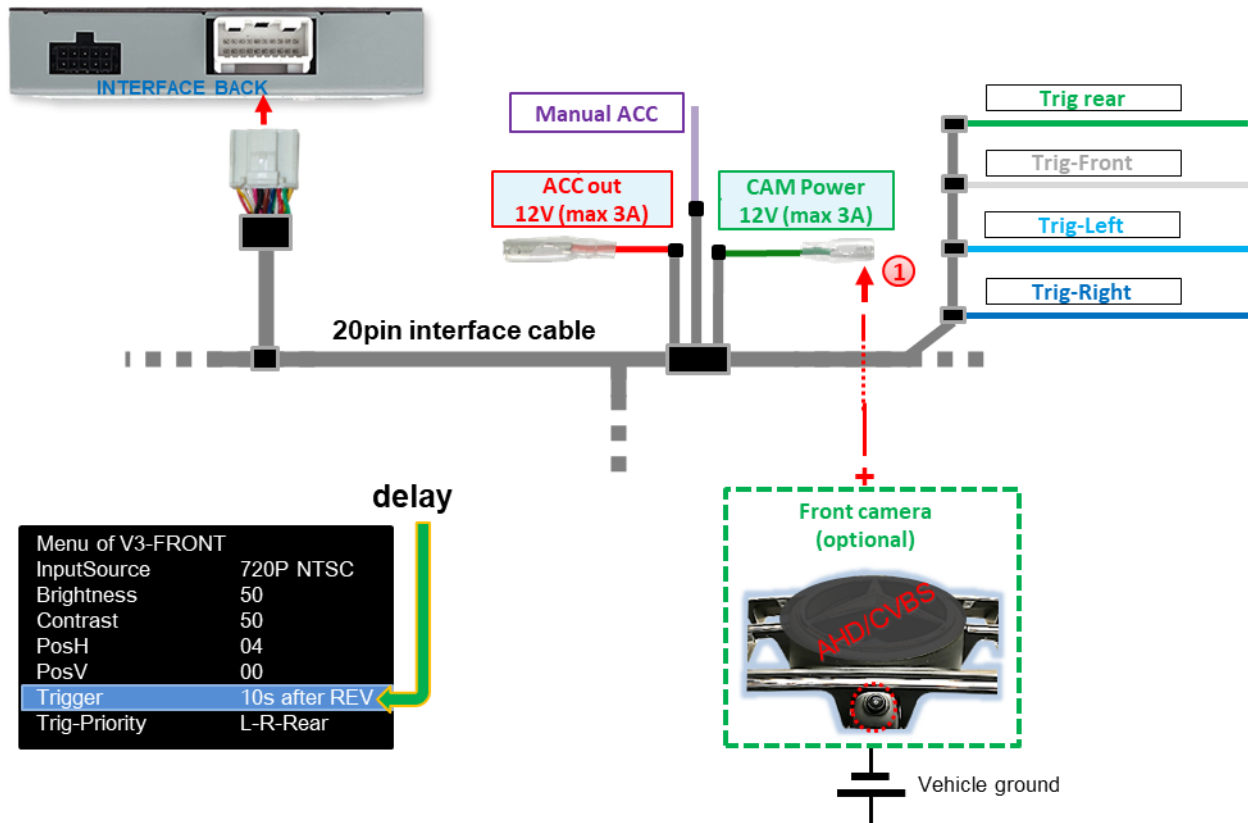 INTERFACE BACK
Manual ACC
ACC out
12V (max 3A)
CAM Power
12V (max 3A)
1
Trig rear
Trig-Front
Trig-Left
Trig-Right
20pin interface cable
delay
Menu of V3-FRONT
InputSource 720P NTSC
Brightness 50
Contrast 50
PosH 04
PosV 00
Trigger 10s after REV
Trig-Priority L-R-Rear
+
Front camera
(optional)
AHD/CVBS
Vehicle ground